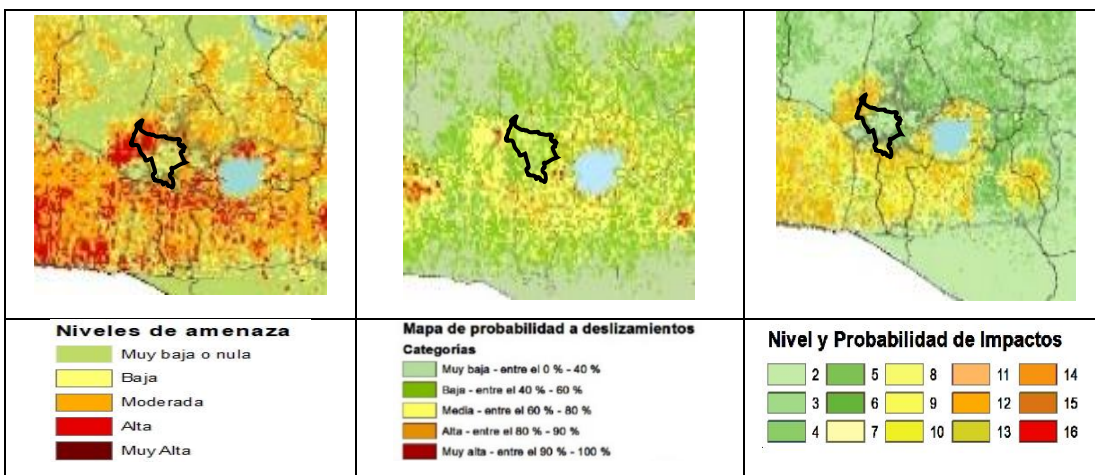 Niveles de amenaza
Muy baja o nula
Baja
Moderada
Alta
Muy Alta
Mapa de probabilidad a deslizamientos
Categorías
Muy baja - entre el 0 % - 40 %
Baja - entre el 40 % - 60 %
Media - entre el 60 % - 80 %
Alta - entre el 80 % - 90 %
Muy alta - entre el 90 % - 100 %
Nivel y Probabilidad de Impactos
2 5 8 11 14
3 6 9 12 15
4 7 10 13 16